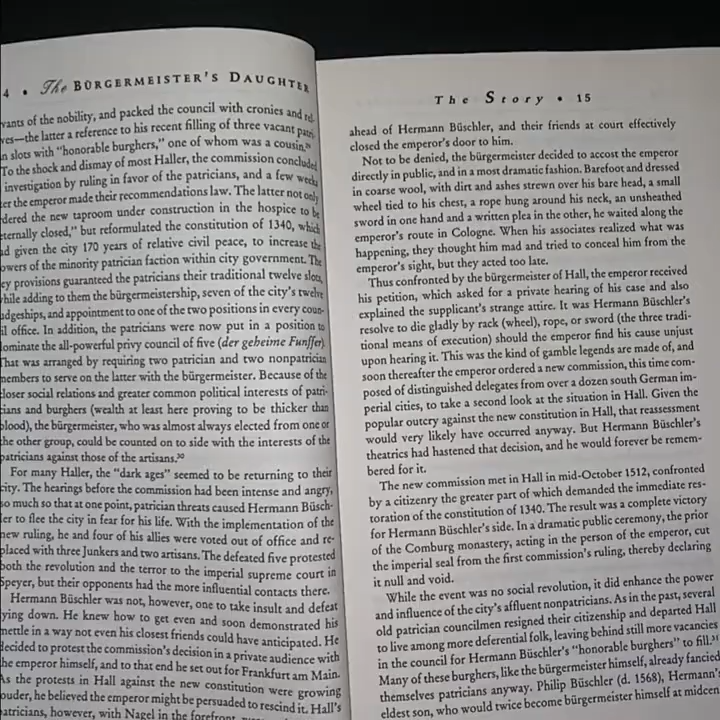 4 • The BÜRGERMEISTER'S DAUGHTER
vants of the nobility, and packed the council with cronies and rel-
ves—the latter a reference to his recent filling of three vacant patri-
n slots with "honorable burghers," one of whom was a cousin.²⁹
To the shock and dismay of most Haller, the commission concluded
investigation by ruling in favor of the patricians, and a few weeks
ter the emperor made their recommendations law. The latter not only
dered the new taproom under construction in the hospice to be
eternally closed," but reformulated the constitution of 1340, which
ad given the city 170 years of relative civil peace, to increase the
owers of the minority patrician faction within city government. The
ey provisions guaranteed the patricians their traditional twelve slots,
while adding to them the bürgermeistership, seven of the city's twelve
udgeships, and appointment to one of the two positions in every coun-
il office. In addition, the patricians were now put in a position to
lominate the all-powerful privy council of five (der geheime Funffer).
That was arranged by requiring two patrician and two nonpatrician
members to serve on the latter with the bürgermeister. Because of the
closer social relations and greater common political interests of patri-
cians and burghers (wealth at least here proving to be thicker than
blood), the bürgermeister, who was almost always elected from one or
the other group, could be counted on to side with the interests of the
patricians against those of the artisans.³⁰
For many Haller, the "dark ages" seemed to be returning to their
city. The hearings before the commission had been intense and angry,
so much so that at one point, patrician threats caused Hermann Büsch-
ler to flee the city in fear for his life. With the implementation of the
new ruling, he and four of his allies were voted out of office and re-
placed with three Junkers and two artisans. The defeated five protested
both the revolution and the terror to the imperial supreme court in
Speyer, but their opponents had the more influential contacts there.
Hermann Büschler was not, however, one to take insult and defeat
lying down. He knew how to get even and soon demonstrated his
mettle in a way not even his closest friends could have anticipated. He
decided to protest the commission's decision in a private audience with
the emperor himself, and to that end he set out for Frankfurt am Main.
As the protests in Hall against the new constitution were growing
ouder, he believed the emperor might be persuaded to rescind it. Hall's
patricians, however, with Nagel in the forefront, were
The Story • 15
ahead of Hermann Büschler, and their friends at court effectively
closed the emperor's door to him.
Not to be denied, the bürgermeister decided to accost the emperor
directly in public, and in a most dramatic fashion. Barefoot and dressed
in coarse wool, with dirt and ashes strewn over his bare head, a small
wheel tied to his chest, a rope hung around his neck, an unsheathed
sword in one hand and a written plea in the other, he waited along the
emperor's route in Cologne. When his associates realized what was
happening, they thought him mad and tried to conceal him from the
emperor's sight, but they acted too late.
Thus confronted by the bürgermeister of Hall, the emperor received
his petition, which asked for a private hearing of his case and also
explained the supplicant's strange attire. It was Hermann Büschler's
resolve to die gladly by rack (wheel), rope, or sword (the three tradi-
tional means of execution) should the emperor find his cause unjust
upon hearing it. This was the kind of gamble legends are made of, and
soon thereafter the emperor ordered a new commission, this time com-
posed of distinguished delegates from over a dozen south German im-
perial cities, to take a second look at the situation in Hall. Given the
popular outcry against the new constitution in Hall, that reassessment
would very likely have occurred anyway. But Hermann Büschler's
theatrics had hastened that decision, and he would forever be remem-
bered for it.
The new commission met in Hall in mid-October 1512, confronted
by a citizenry the greater part of which demanded the immediate res-
toration of the constitution of 1340. The result was a complete victory
for Hermann Büschler's side. In a dramatic public ceremony, the prior
of the Comburg monastery, acting in the person of the emperor, cut
the imperial seal from the first commission's ruling, thereby declaring
it null and void.
While the event was no social revolution, it did enhance the power
and influence of the city's affluent nonpatricians. As in the past, several
old patrician councilmen resigned their citizenship and departed Hall
to live among more deferential folk, leaving behind still more vacancies
in the council for Hermann Büschler's "honorable burghers" to fill.³¹
Many of these burghers, like the bürgermeister himself, already fancied
themselves patricians anyway. Philip Büschler (d. 1568), Hermann's
eldest son, who would twice become bürgermeister himself at midcen